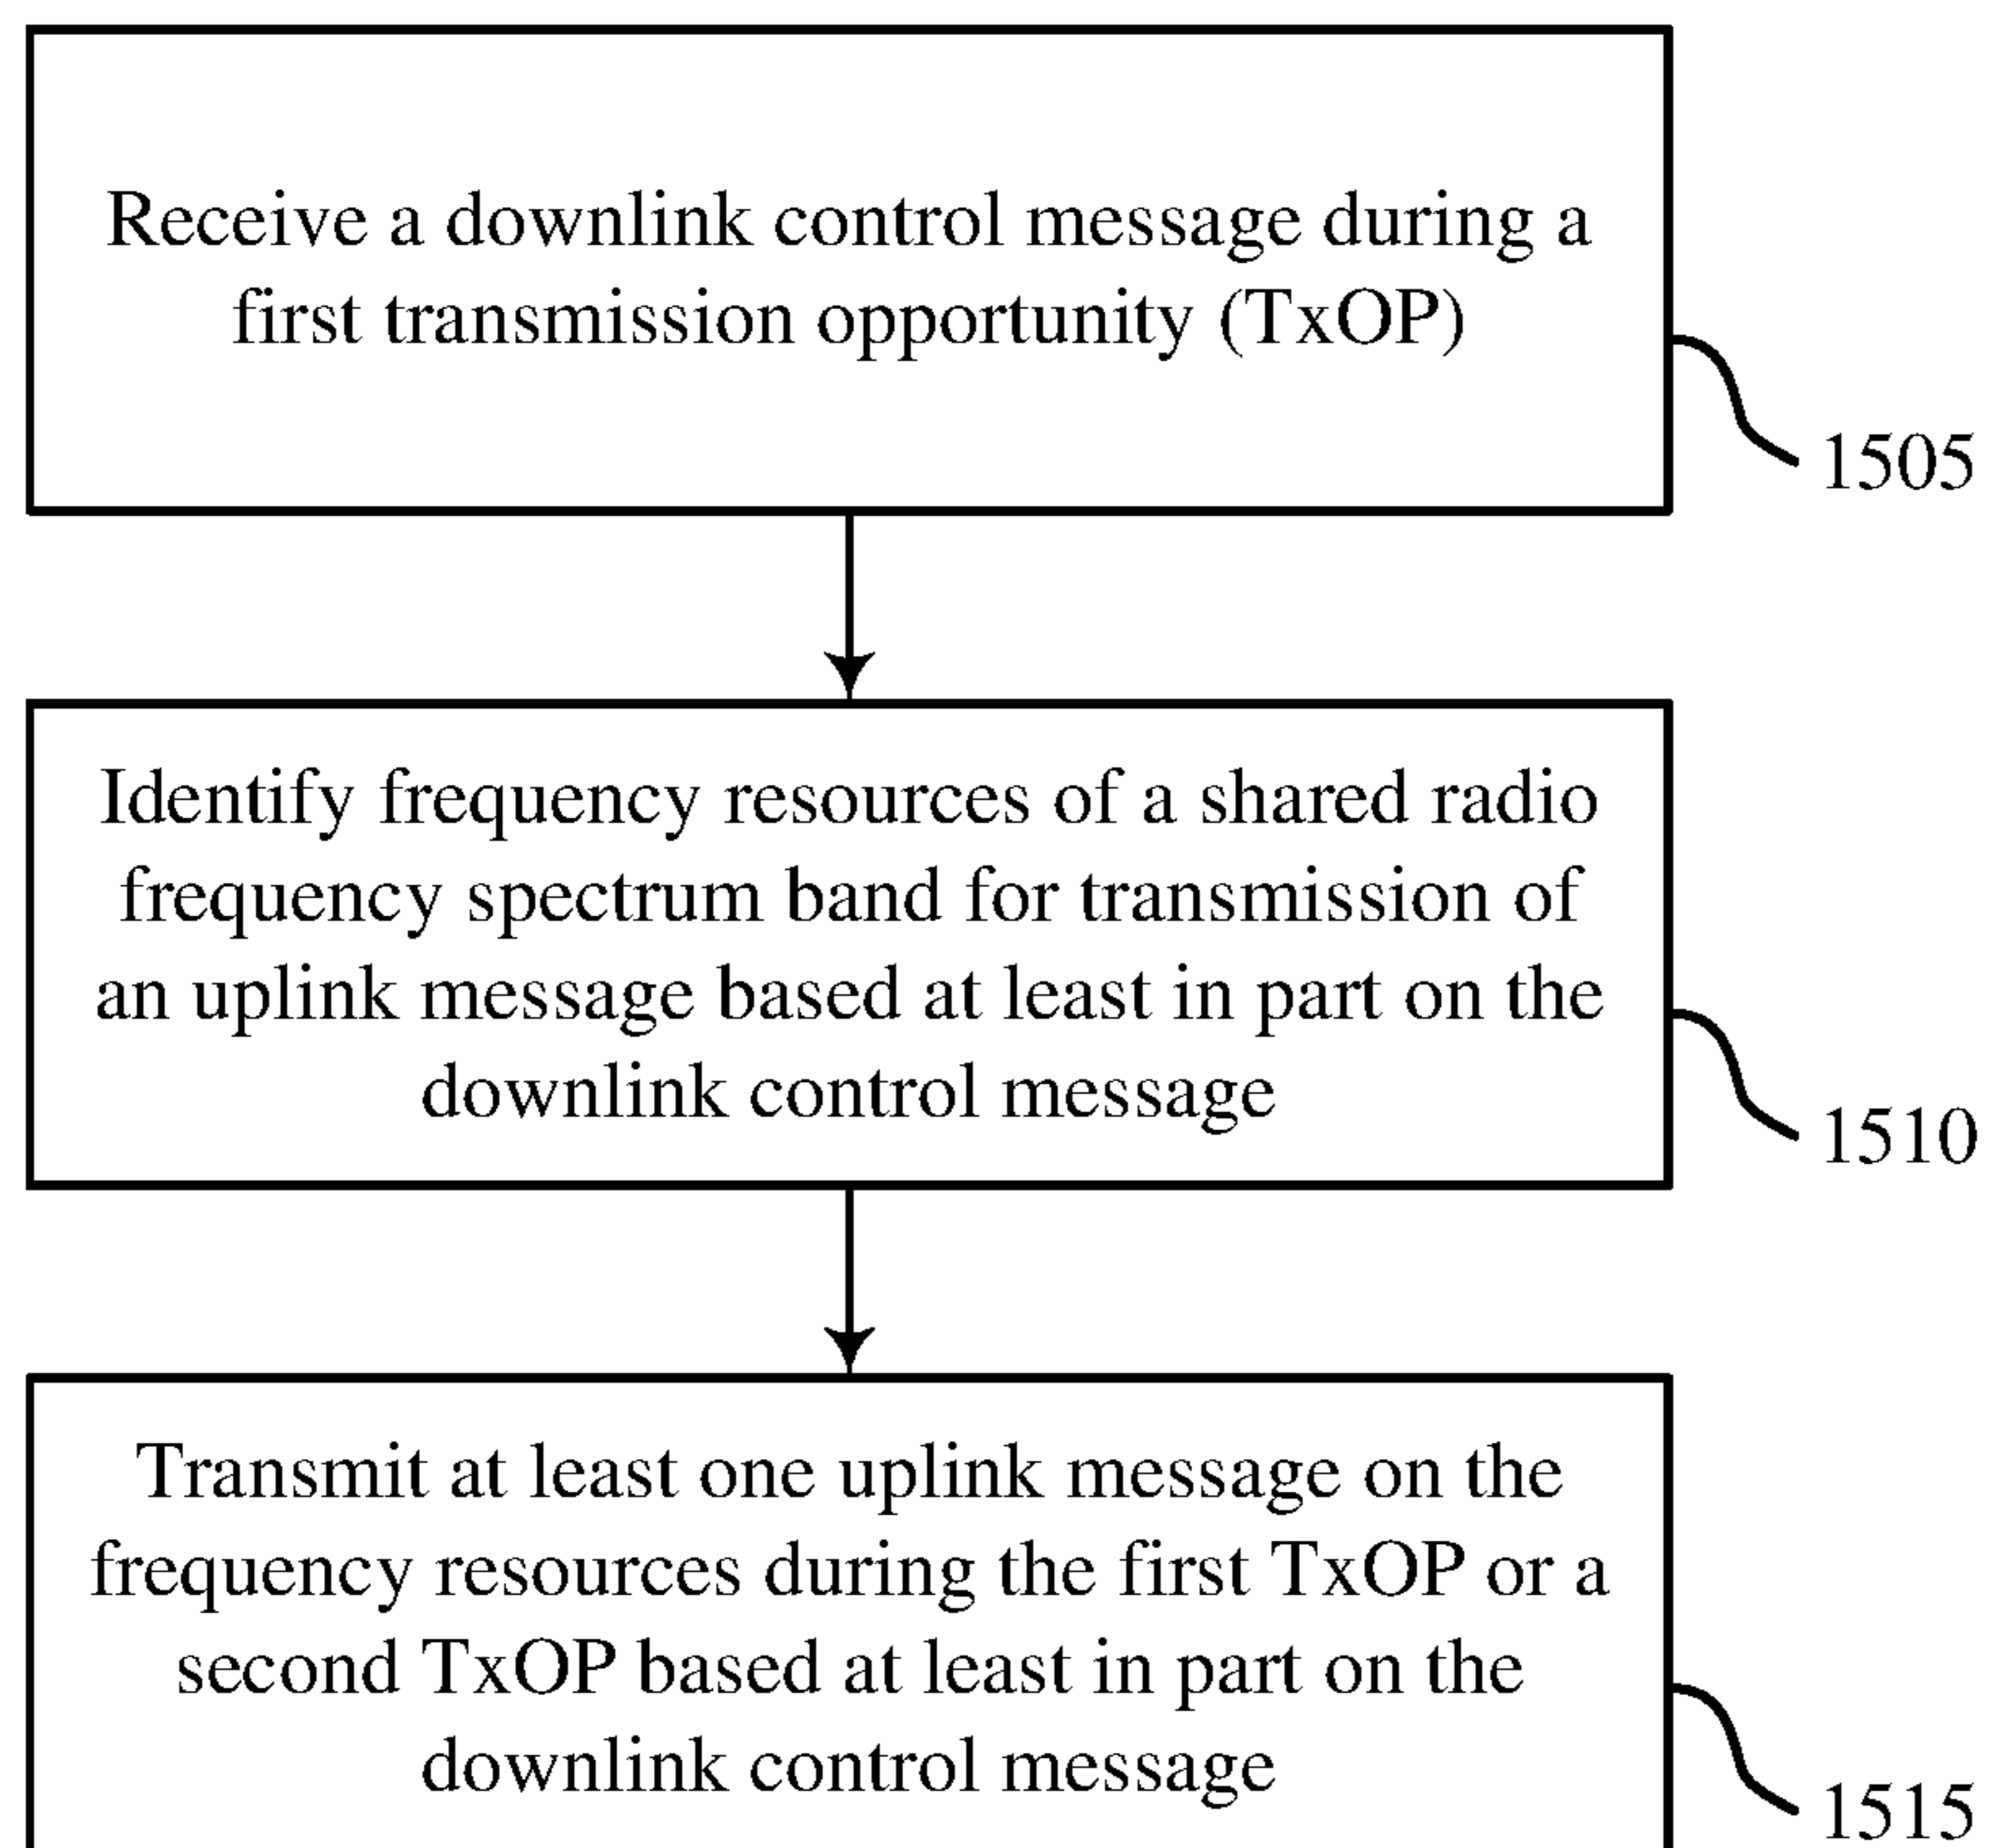 Receive a downlink control message during a
first transmission opportunity (TxOP)
1505
Identify frequency resources of a shared radio
frequency spectrum band for transmission of
an uplink message based at least in part on the
downlink control message
1510
Transmit at least one uplink message on the
frequency resources during the first TxOP or a
second TxOP based at least in part on the
downlink control message
1515